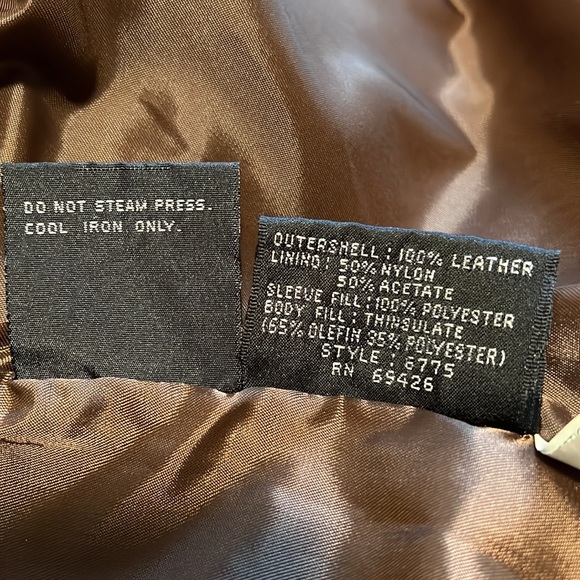 DO NOT STEAM PRESS.
COOL IRON ONLY.
OUTERSHELL : 100% LEATHER
LINING : 50% NYLON
50% ACETATE
SLEEVE FILL : 100% POLYESTER
BODY FILL : THINSULATE
(65% OLEFIN 35% POLYESTER)
STYLE : 6775
RN 69426